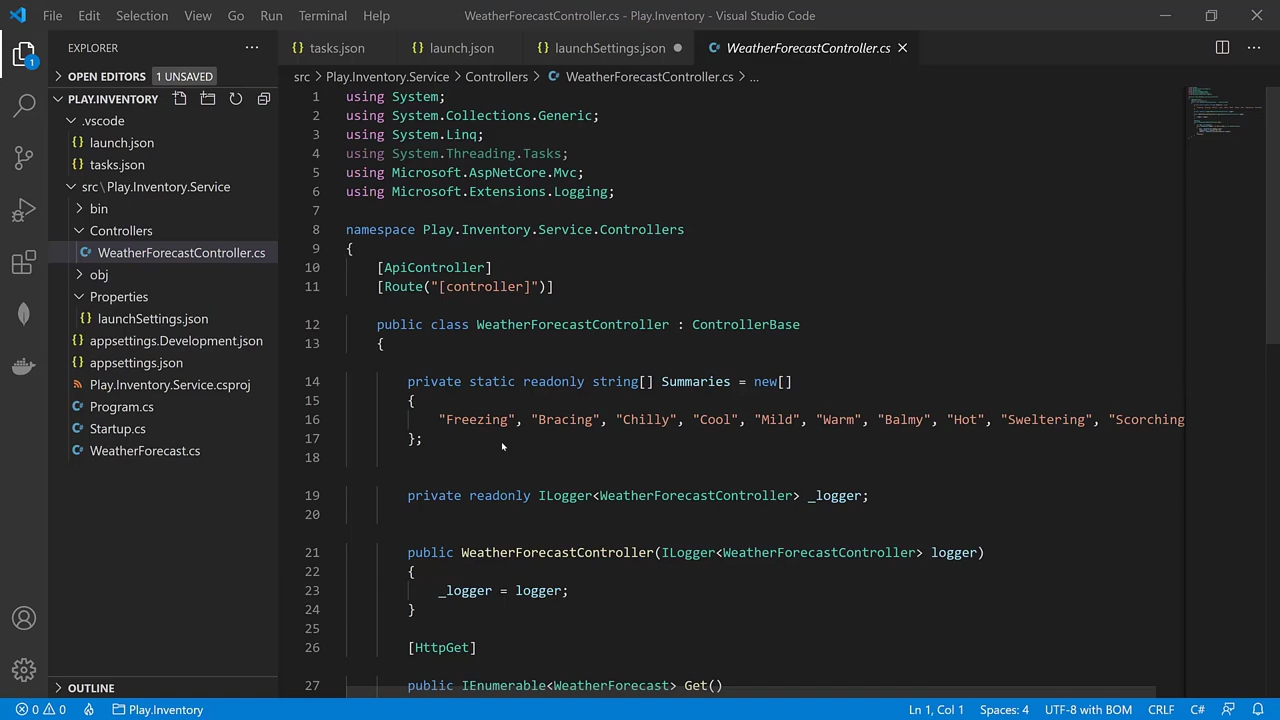 File Edit Selection View Go Run Terminal Help WeatherForecastController.cs - Play.Inventory - Visual Studio Code
EXPLORER
OPEN EDITORS 1 UNSAVED
PLAY.INVENTORY
.vscode
launch.json
tasks.json
src \ Play.Inventory.Service
bin
Controllers
WeatherForecastController.cs
obj
Properties
launchSettings.json
appsettings.Development.json
appsettings.json
Play.Inventory.Service.csproj
Program.cs
Startup.cs
WeatherForecast.cs
OUTLINE
1
tasks.json launch.json launchSettings.json WeatherForecastController.cs
src > Play.Inventory.Service > Controllers > WeatherForecastController.cs > ...
1 using System;
2 using System.Collections.Generic;
3 using System.Linq;
4 using System.Threading.Tasks;
5 using Microsoft.AspNetCore.Mvc;
6 using Microsoft.Extensions.Logging;
7
8 namespace Play.Inventory.Service.Controllers
9 {
10 [ApiController]
11 [Route("[controller]")]
12 public class WeatherForecastController : ControllerBase
13 {
14 private static readonly string[] Summaries = new[]
15 {
16 "Freezing", "Bracing", "Chilly", "Cool", "Mild", "Warm", "Balmy", "Hot", "Sweltering", "Scorching
17 };
18
19 private readonly ILogger<WeatherForecastController> _logger;
20
21 public WeatherForecastController(ILogger<WeatherForecastController> logger)
22 {
23 _logger = logger;
24 }
25
26 [HttpGet]
27 public IEnumerable<WeatherForecast> Get()
0 0 Play.Inventory Ln 1, Col 1 Spaces: 4 UTF-8 with BOM CRLF C#